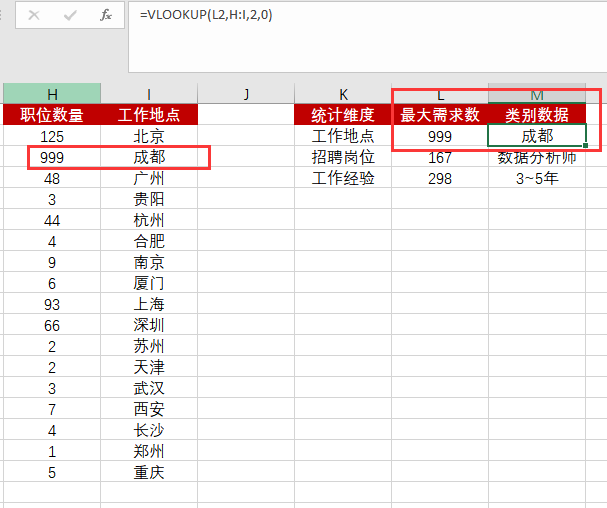 =VLOOKUP(L2,H:I,2,0)
H I J K L M
职位数量 工作地点 统计维度 最大需求数 类别数据
125 北京 工作地点 999 成都
999 成都 招聘岗位 167 数据分析师
48 广州 工作经验 298 3~5年
3 贵阳
44 杭州
4 合肥
9 南京
6 厦门
93 上海
66 深圳
2 苏州
2 天津
3 武汉
7 西安
4 长沙
1 郑州
5 重庆